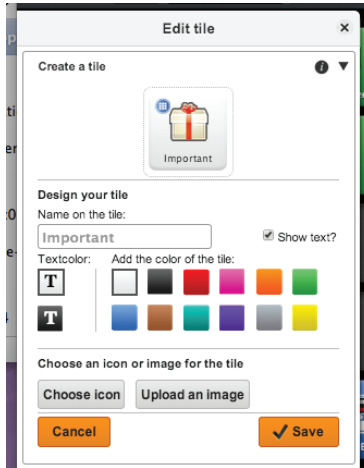 Edit tile ×
Create a tile i ▼
Important
Design your tile
Name on the tile:
Important
Show text?
Textcolor: Add the color of the tile:
T
T
Choose an icon or image for the tile
Choose icon Upload an image
Cancel Save